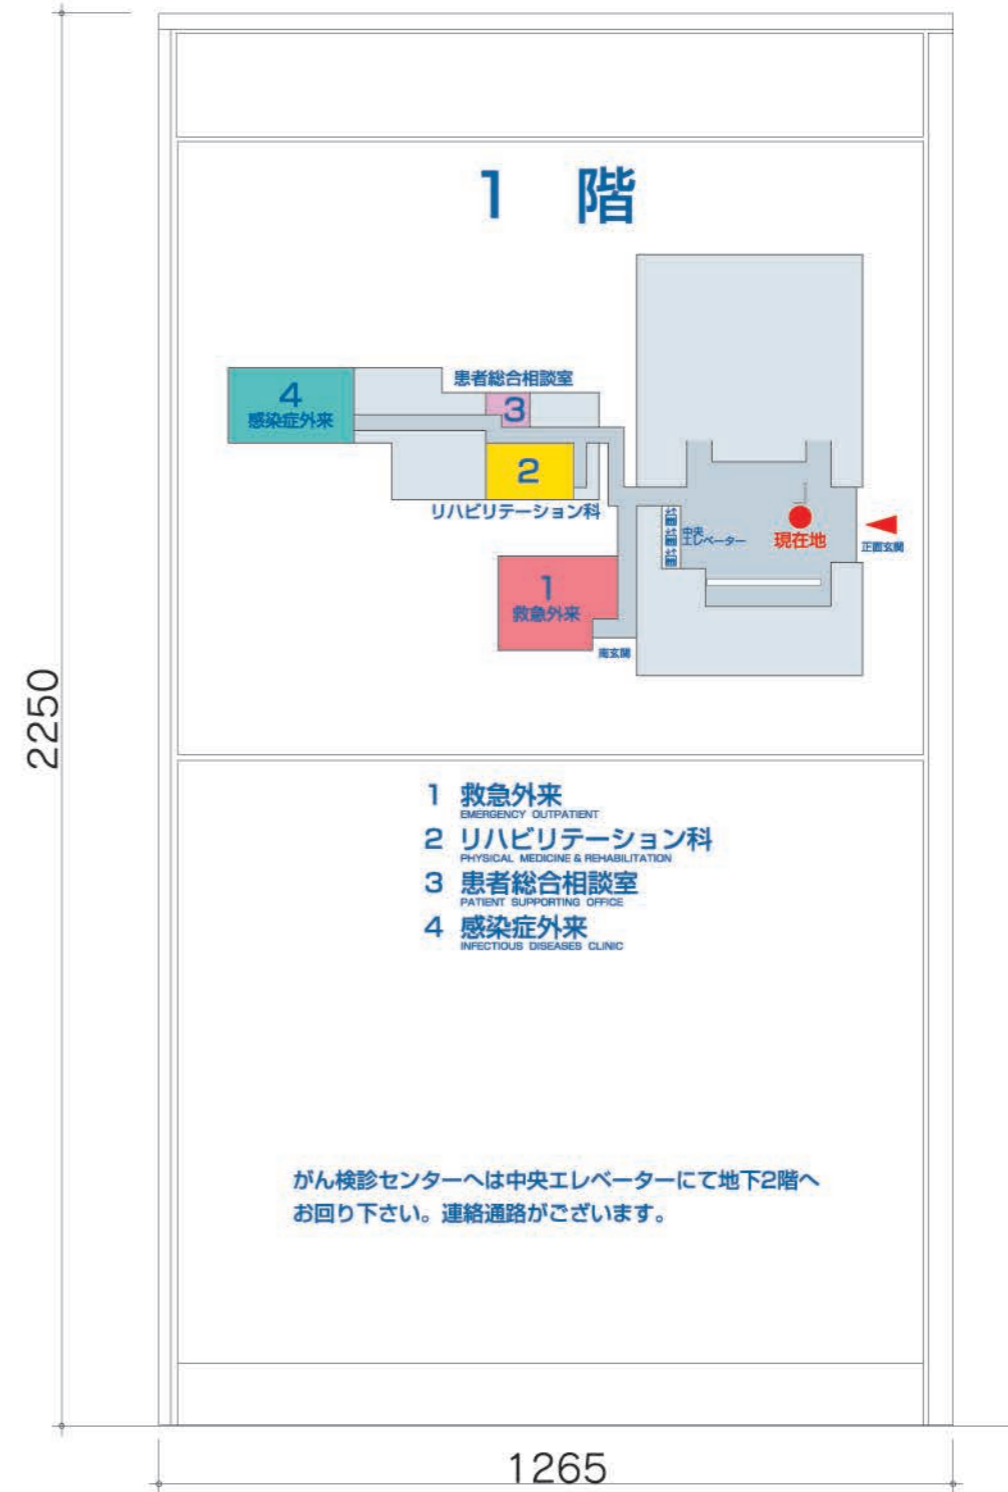 1 階
患者総合相談室
3
4
感染症外来
2
リハビリテーション科
中央
エレベーター
現在地
正面玄関
1
救急外来
南玄関
2250
1 救急外来
EMERGENCY OUTPATIENT
2 リハビリテーション科
PHYSICAL MEDICINE & REHABILITATION
3 患者総合相談室
PATIENT SUPPORTING OFFICE
4 感染症外来
INFECTIOUS DISEASES CLINIC
がん検診センターへは中央エレベーターにて地下2階へ
お回り下さい。連絡通路がございます。
1265